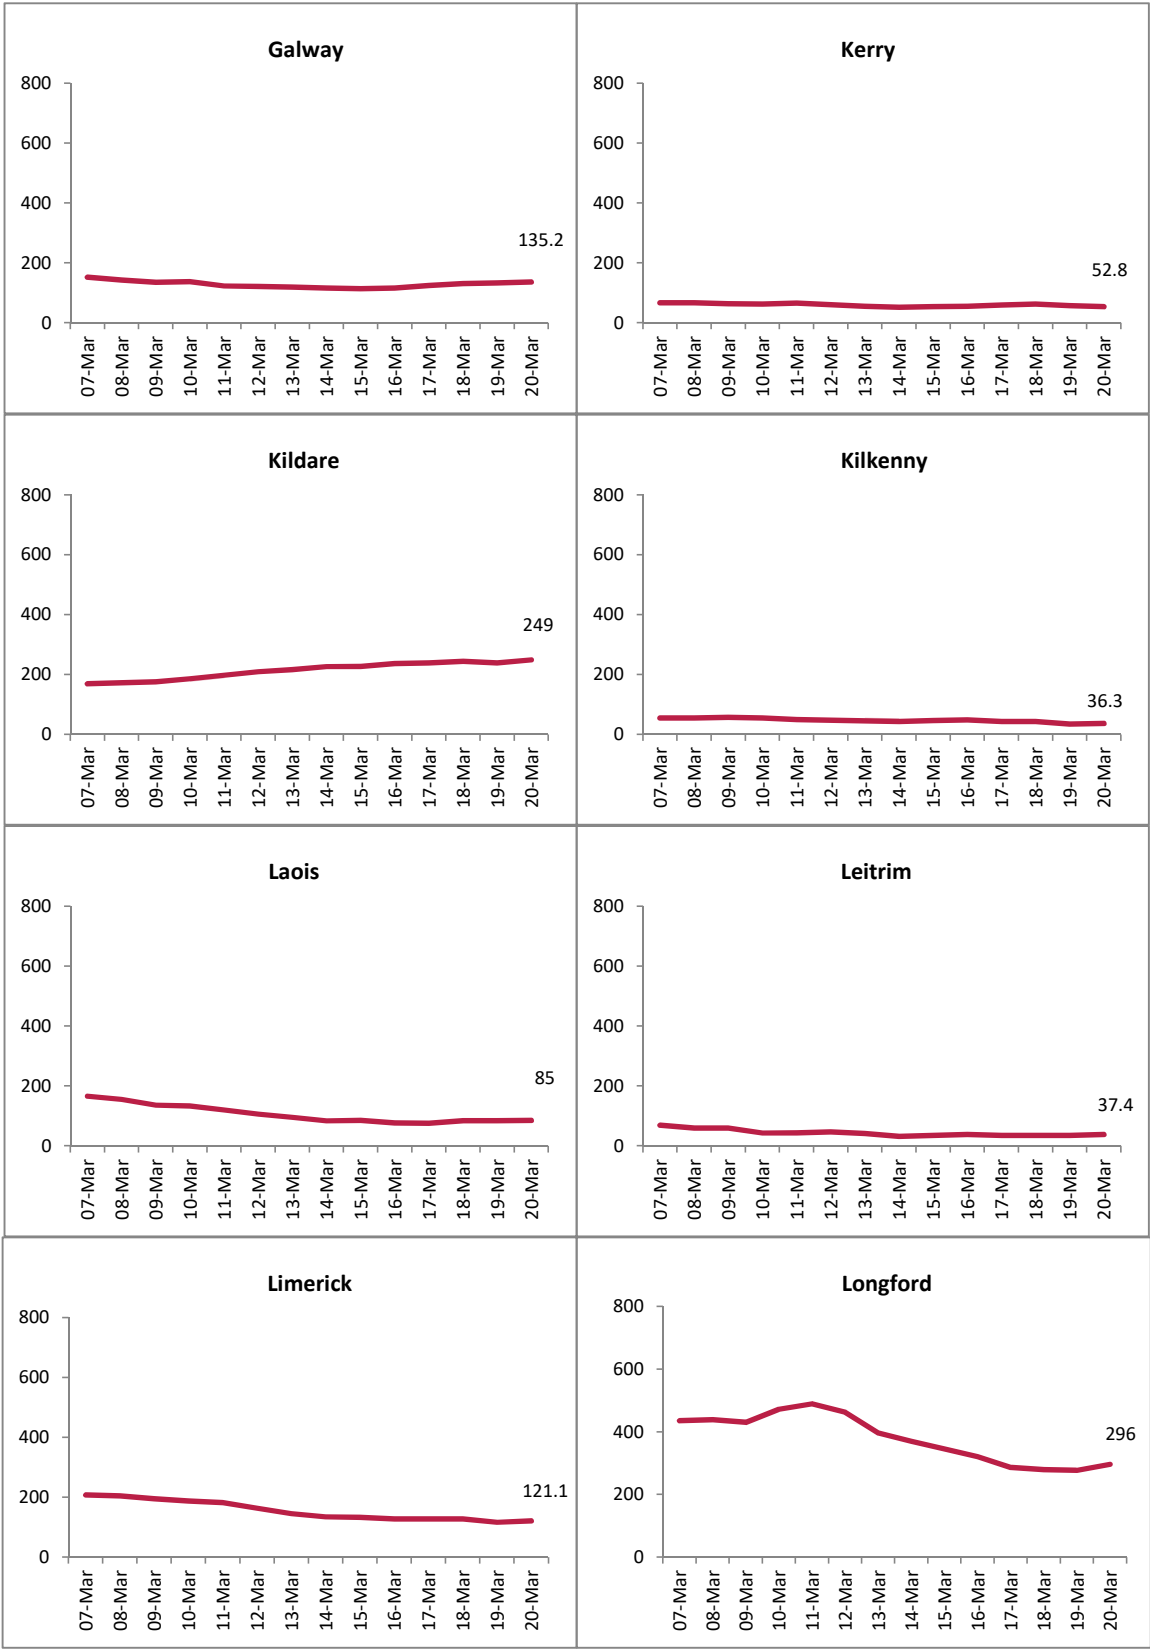 Galway
800
600
400
200
0
135.2
07-Mar
08-Mar
09-Mar
10-Mar
11-Mar
12-Mar
13-Mar
14-Mar
15-Mar
16-Mar
17-Mar
18-Mar
19-Mar
20-Mar
Kerry
800
600
400
200
0
52.8
07-Mar
08-Mar
09-Mar
10-Mar
11-Mar
12-Mar
13-Mar
14-Mar
15-Mar
16-Mar
17-Mar
18-Mar
19-Mar
20-Mar
Kildare
800
600
400
200
0
249
07-Mar
08-Mar
09-Mar
10-Mar
11-Mar
12-Mar
13-Mar
14-Mar
15-Mar
16-Mar
17-Mar
18-Mar
19-Mar
20-Mar
Kilkenny
800
600
400
200
0
36.3
07-Mar
08-Mar
09-Mar
10-Mar
11-Mar
12-Mar
13-Mar
14-Mar
15-Mar
16-Mar
17-Mar
18-Mar
19-Mar
20-Mar
Laois
800
600
400
200
0
85
07-Mar
08-Mar
09-Mar
10-Mar
11-Mar
12-Mar
13-Mar
14-Mar
15-Mar
16-Mar
17-Mar
18-Mar
19-Mar
20-Mar
Leitrim
800
600
400
200
0
37.4
07-Mar
08-Mar
09-Mar
10-Mar
11-Mar
12-Mar
13-Mar
14-Mar
15-Mar
16-Mar
17-Mar
18-Mar
19-Mar
20-Mar
Limerick
800
600
400
200
0
121.1
07-Mar
08-Mar
09-Mar
10-Mar
11-Mar
12-Mar
13-Mar
14-Mar
15-Mar
16-Mar
17-Mar
18-Mar
19-Mar
20-Mar
Longford
800
600
400
200
0
296
07-Mar
08-Mar
09-Mar
10-Mar
11-Mar
12-Mar
13-Mar
14-Mar
15-Mar
16-Mar
17-Mar
18-Mar
19-Mar
20-Mar